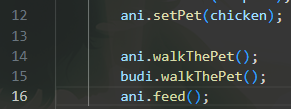 12 ani.setPet(chicken);
13
14 ani.walkThePet();
15 budi.walkThePet();
16 ani.feed();